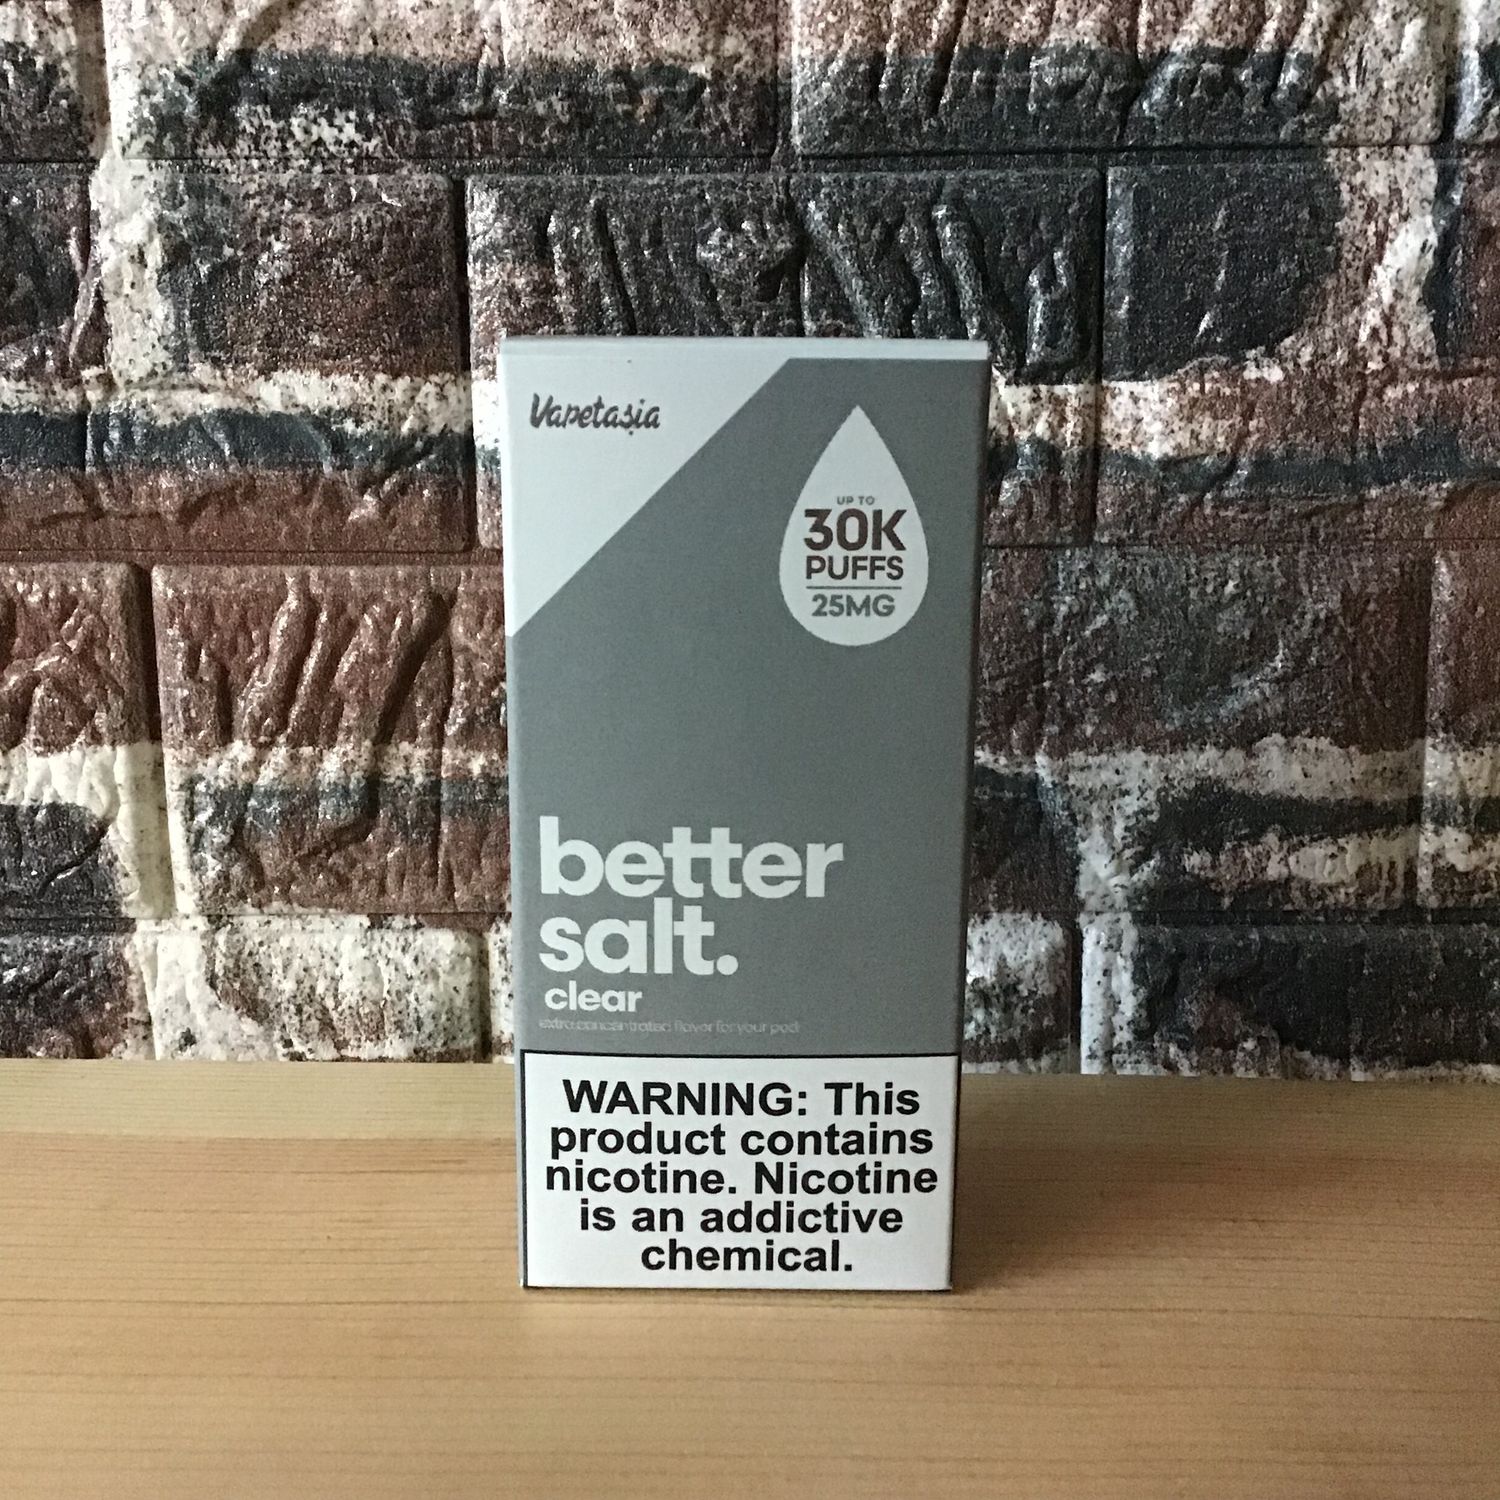 Vapetasia
UP TO
30K
PUFFS
25MG
better
salt.
clear
extra concentrated flavor for your pod
WARNING: This
product contains
nicotine. Nicotine
is an addictive
chemical.